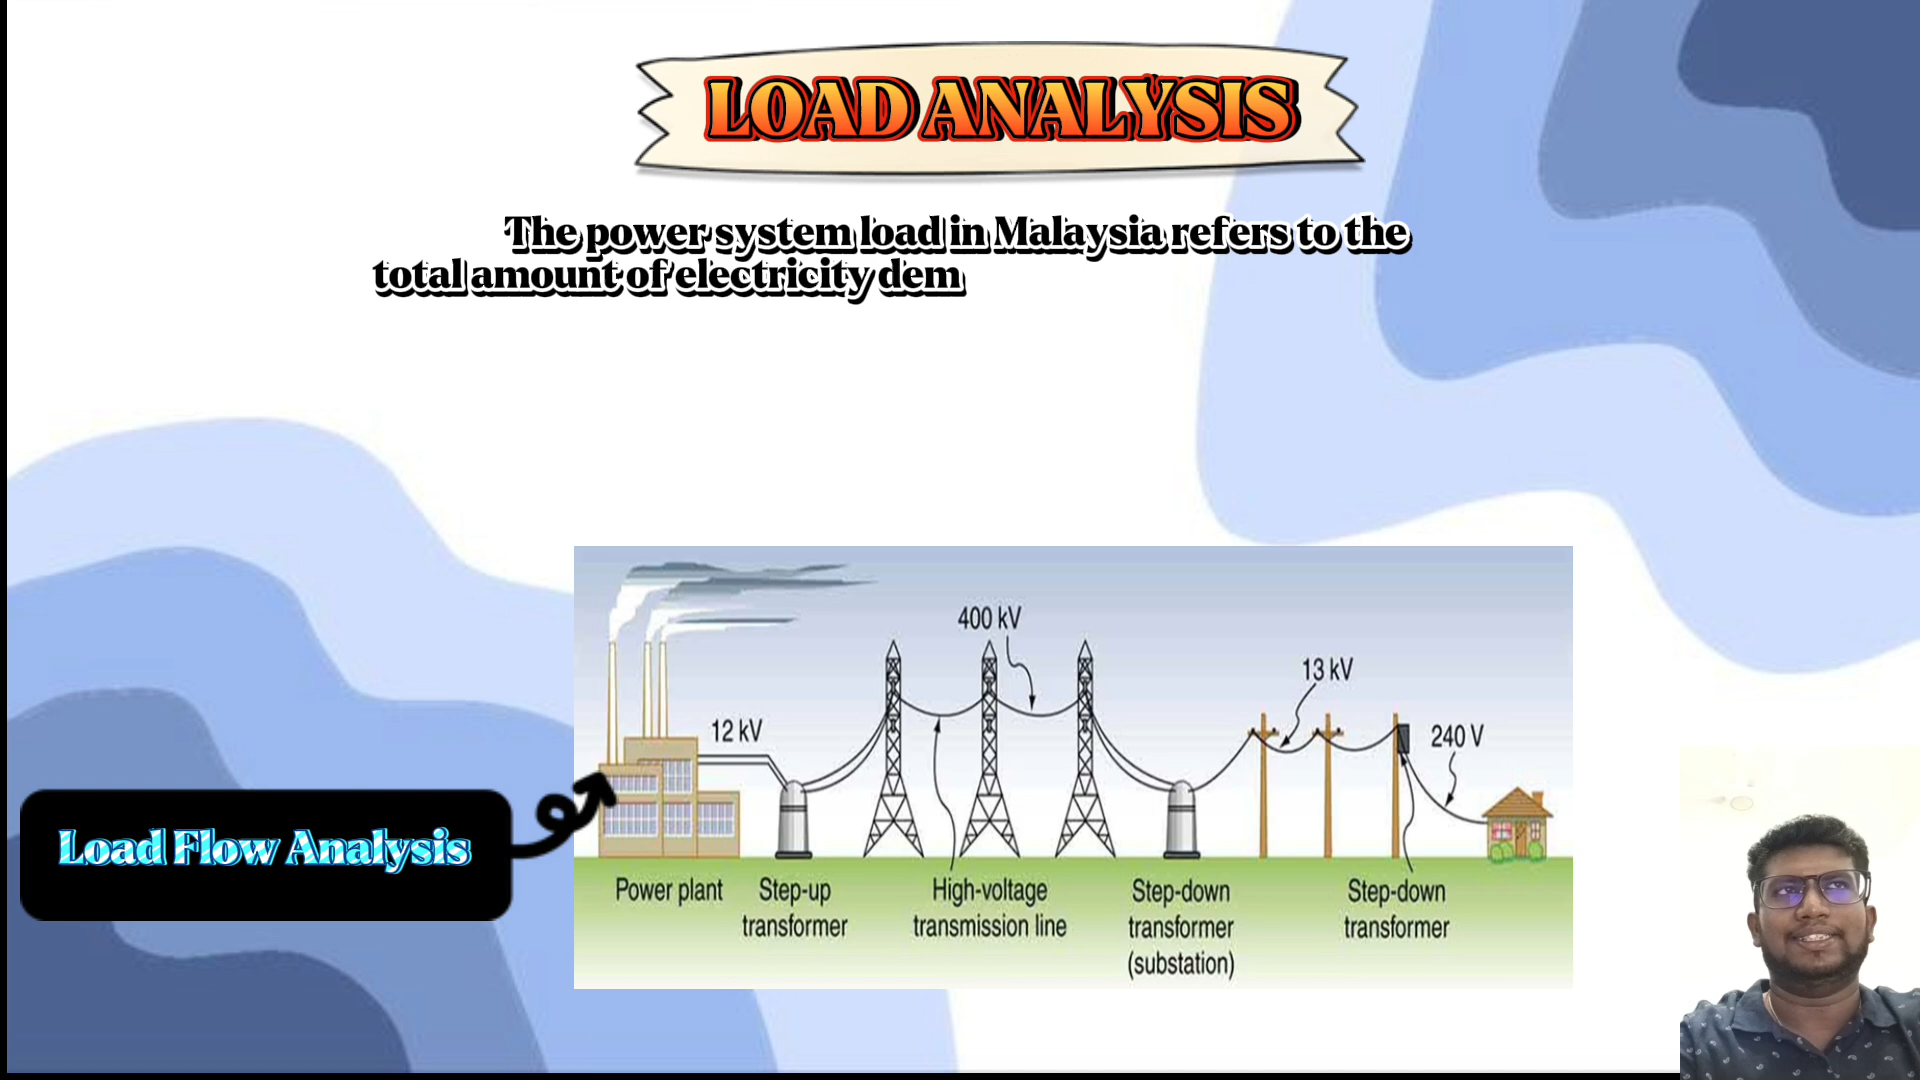 LOAD ANALYSIS
The power system load in Malaysia refers to the
total amount of electricity dem
400 kV
13 kV
12 kV
240 V
Load Flow Analysis
Power plant
Step-up
transformer
High-voltage
transmission line
Step-down
transformer
(substation)
Step-down
transformer